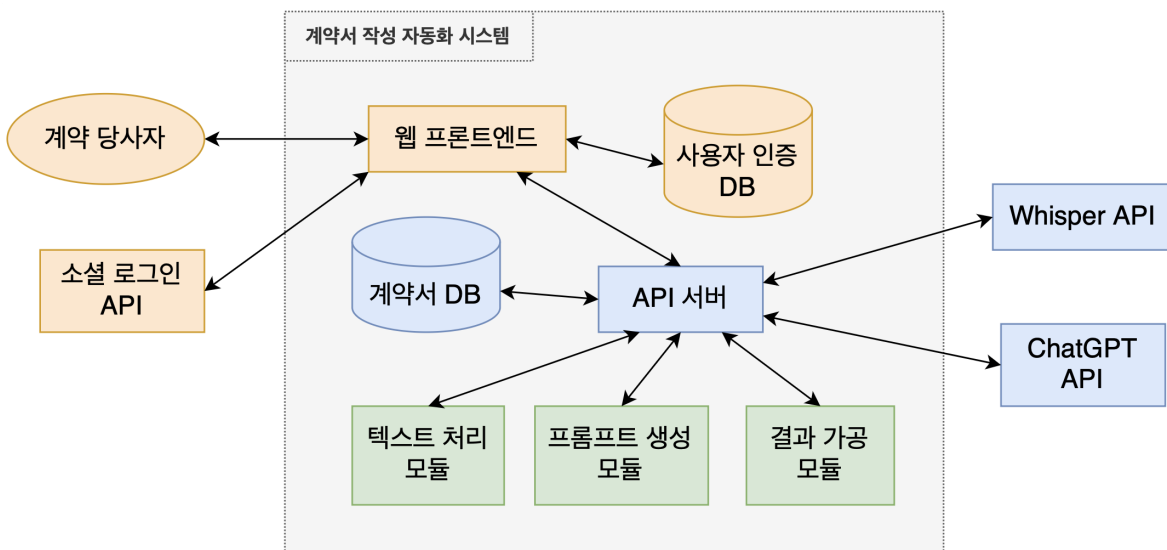 계약서 작성 자동화 시스템
계약 당사자
웹 프론트엔드
사용자 인증
DB
Whisper API
소셜 로그인
API
계약서 DB
API 서버
ChatGPT
API
텍스트 처리
모듈
프롬프트 생성
모듈
결과 가공
모듈